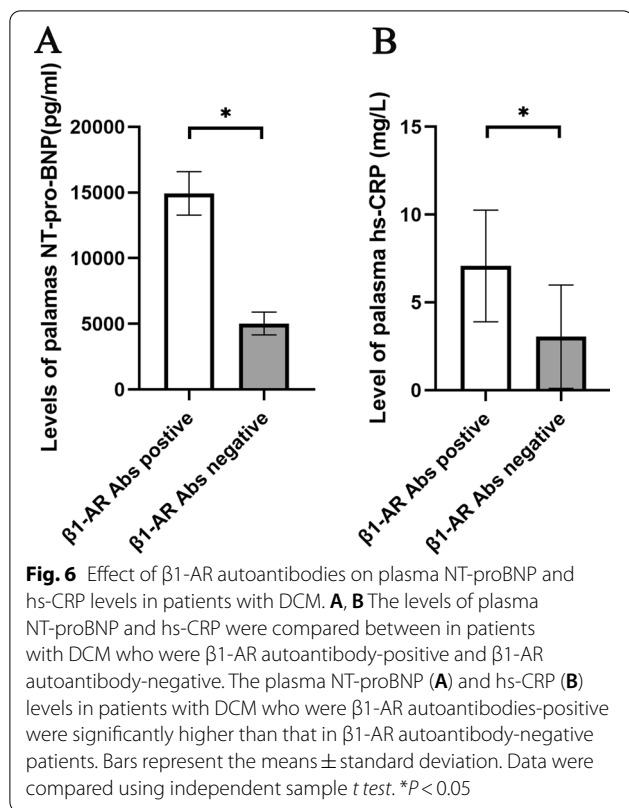 A
B
*
*
Levels of palamas NT-pro-BNP(pg/ml)
20000
15000
10000
5000
0
β1-AR Abs postive
β1-AR Abs negative
Level of palasma hs-CRP (mg/L)
15
10
5
0
β1-AR Abs postive
β1-AR Abs negative
Fig. 6 Effect of β1-AR autoantibodies on plasma NT-proBNP and
hs-CRP levels in patients with DCM. A, B The levels of plasma
NT-proBNP and hs-CRP were compared between in patients
with DCM who were β1-AR autoantibody-positive and β1-AR
autoantibody-negative. The plasma NT-proBNP (A) and hs-CRP (B)
levels in patients with DCM who were β1-AR autoantibodies-positive
were significantly higher than that in β1-AR autoantibody-negative
patients. Bars represent the means ± standard deviation. Data were
compared using independent sample t test. *P < 0.05